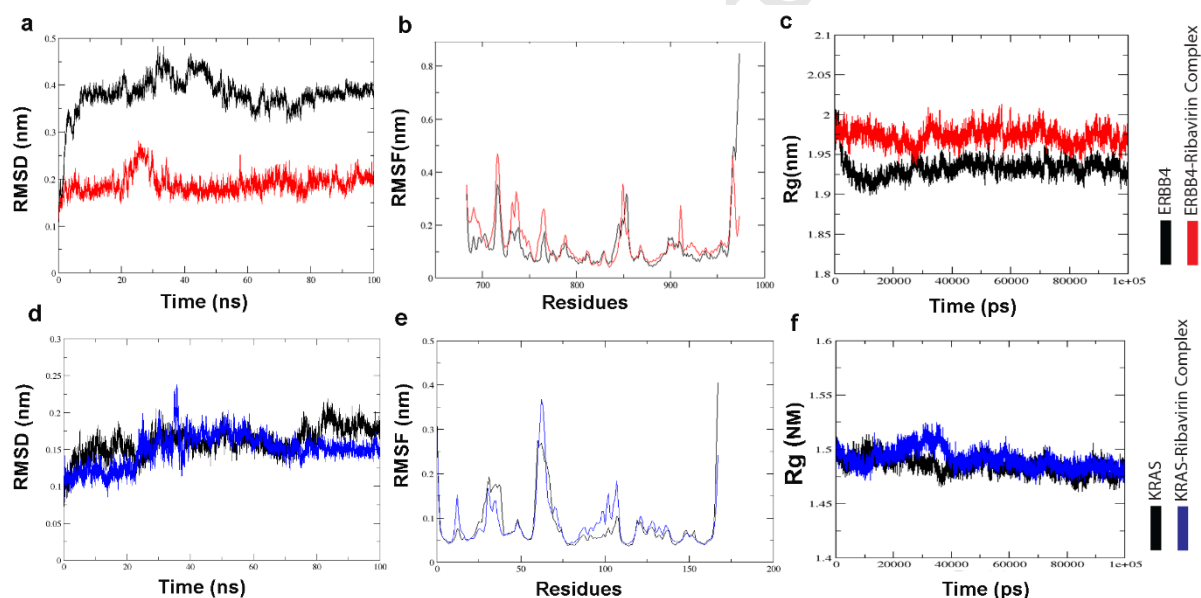 a
0.5
0.4
0.3
0.2
0.1
0
RMSD (nm)
0 20 40 60 80 100
Time (ns)
b
0.8
0.6
0.4
0.2
0
RMSF(nm)
700 800 900 1000
Residues
c
2.1
2.05
2
1.95
1.9
1.85
1.8
Rg(nm)
0 20000 40000 60000 80000 1e+05
Time (ps)
ERBB4
ERBB4-Ribavirin Complex
d
0.3
0.25
0.2
0.15
0.1
0.05
0
RMSD (nm)
0 20 40 60 80 100
Time (ns)
e
0.5
0.4
0.3
0.2
0.1
0
RMSF (nm)
0 50 100 150 200
Residues
f
1.6
1.55
1.5
1.45
1.4
Rg (NM)
0 20000 40000 60000 80000 1e+05
Time (ps)
KRAS
KRAS-Ribavirin Complex